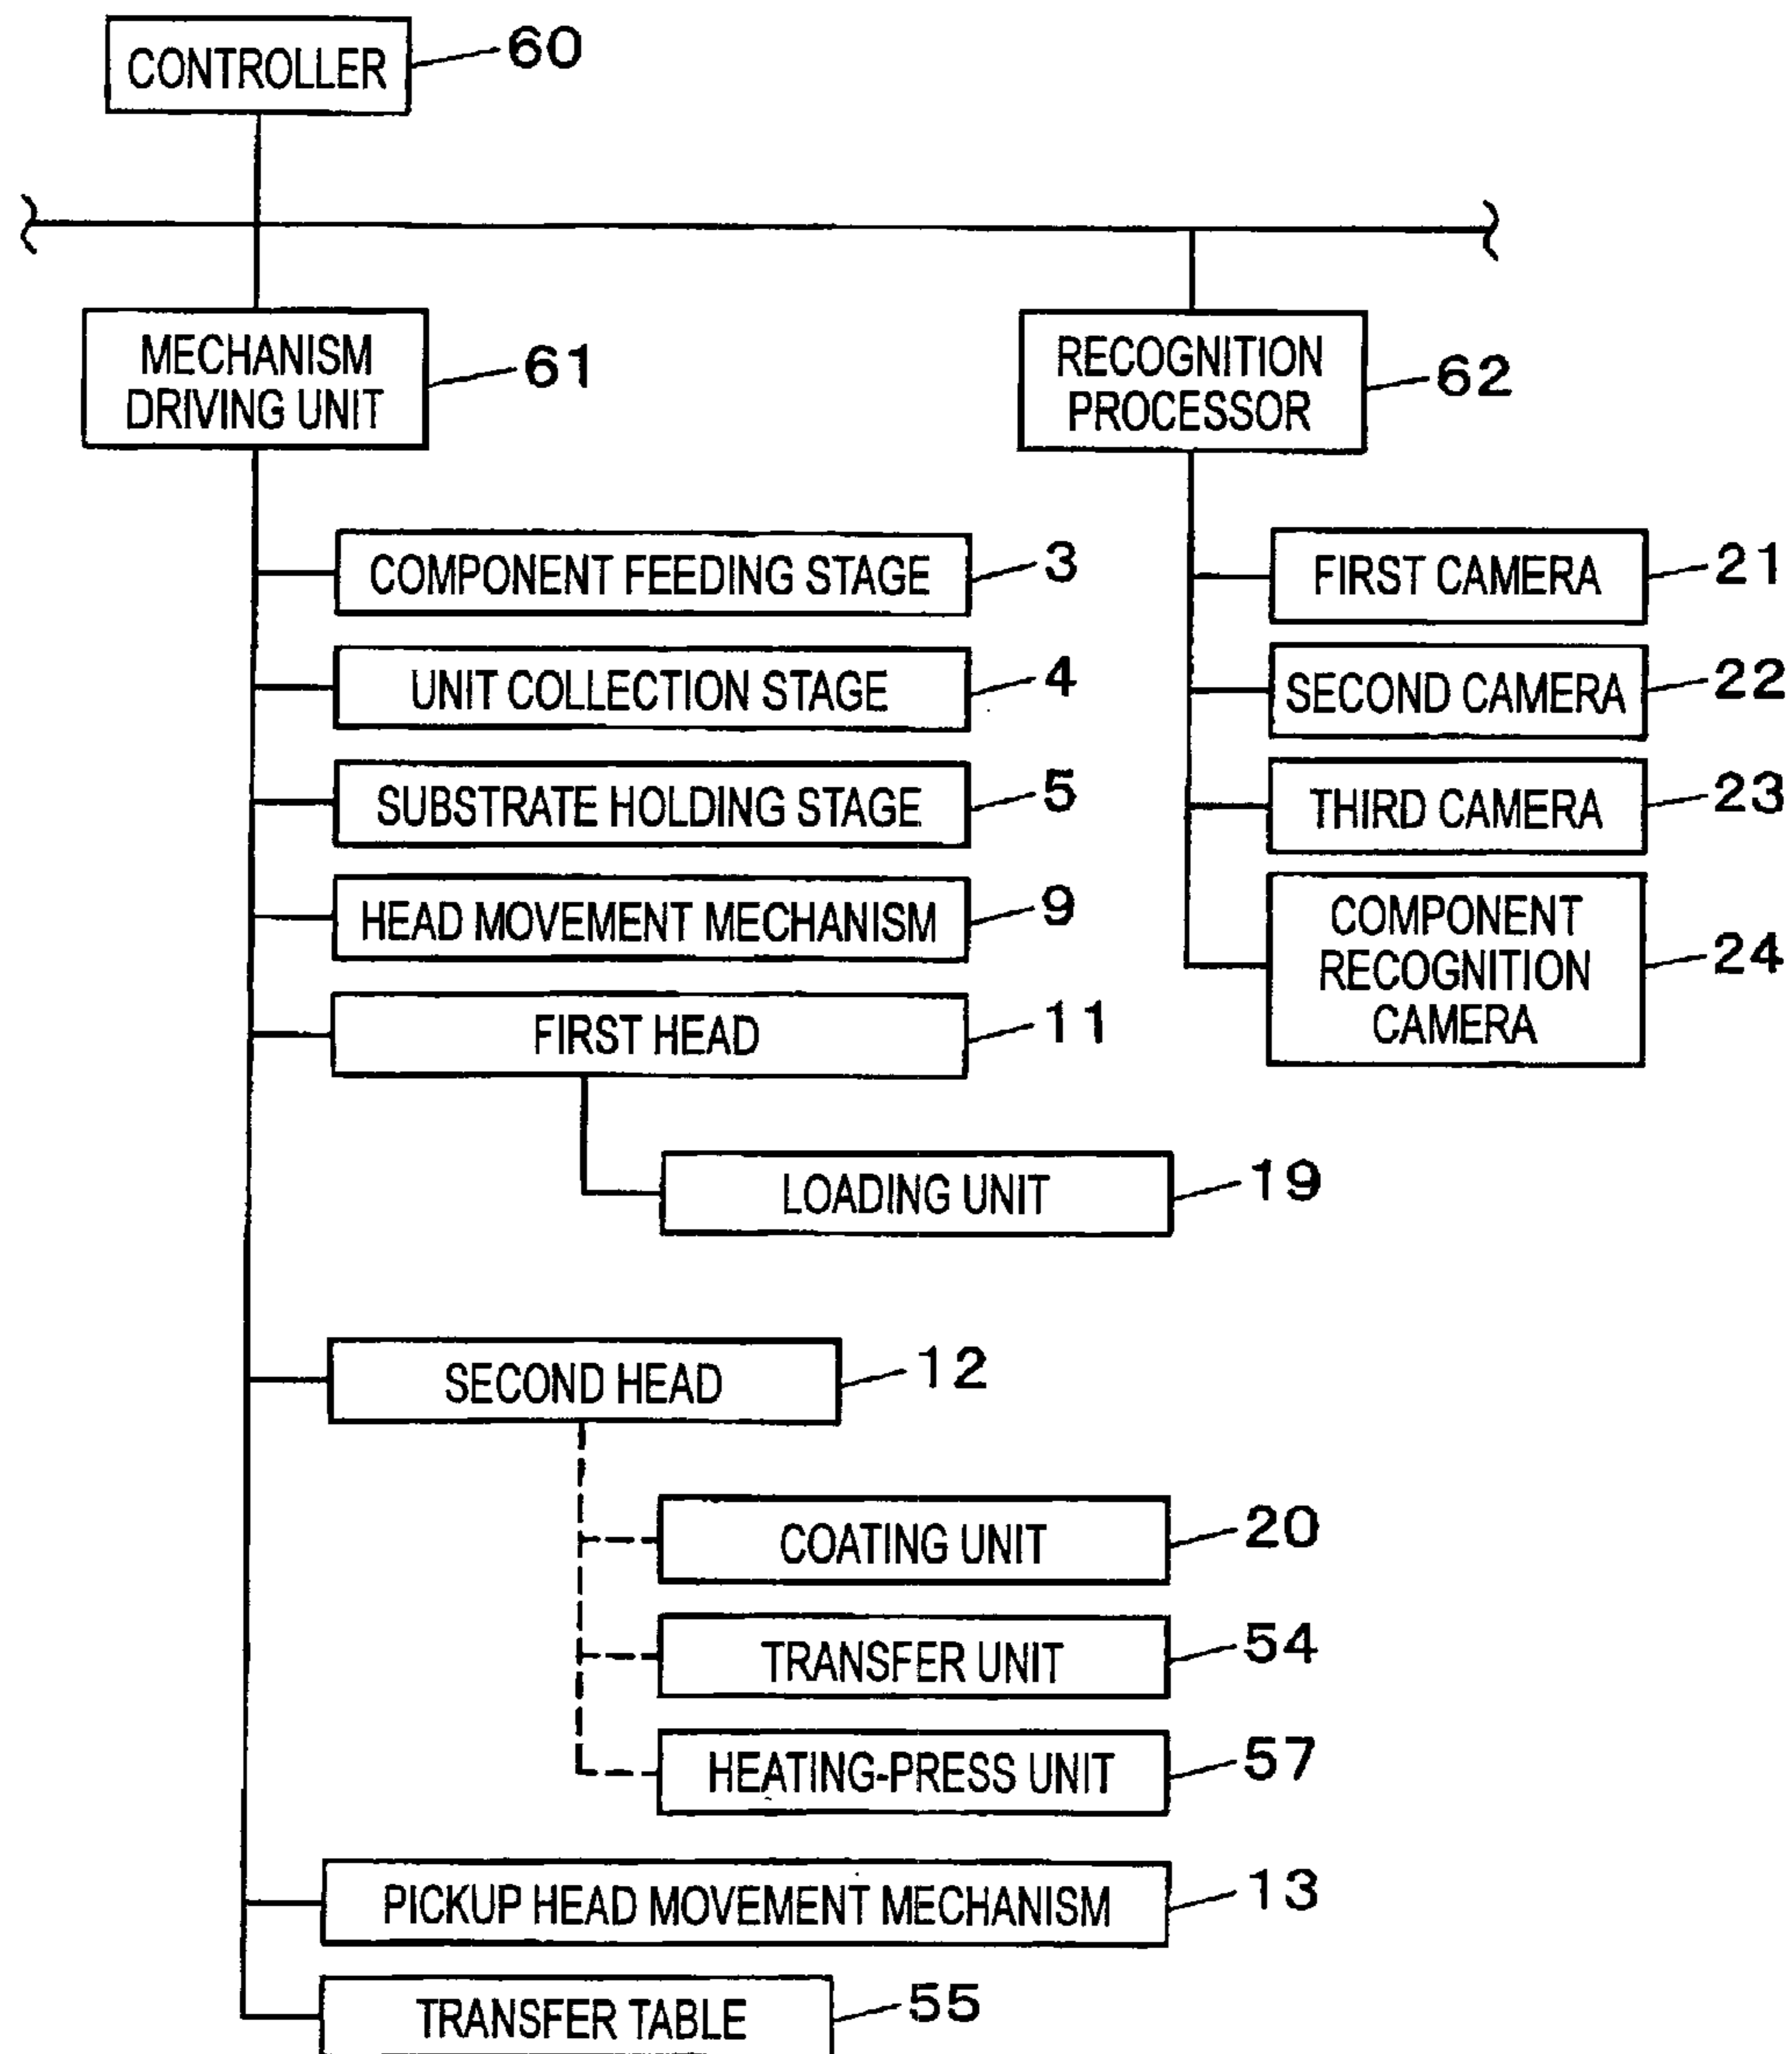 CONTROLLER
60
MECHANISM
DRIVING UNIT
61
RECOGNITION
PROCESSOR
62
COMPONENT FEEDING STAGE
3
UNIT COLLECTION STAGE
4
SUBSTRATE HOLDING STAGE
5
HEAD MOVEMENT MECHANISM
9
FIRST HEAD
11
LOADING UNIT
19
SECOND HEAD
12
COATING UNIT
20
TRANSFER UNIT
54
HEATING-PRESS UNIT
57
PICKUP HEAD MOVEMENT MECHANISM
13
TRANSFER TABLE
55
FIRST CAMERA
21
SECOND CAMERA
22
THIRD CAMERA
23
COMPONENT
RECOGNITION
CAMERA
24